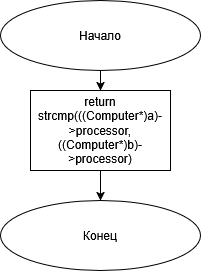 Начало
return
strcmp(((Computer*)a)-
>processor,
((Computer*)b)-
>processor)
Конец